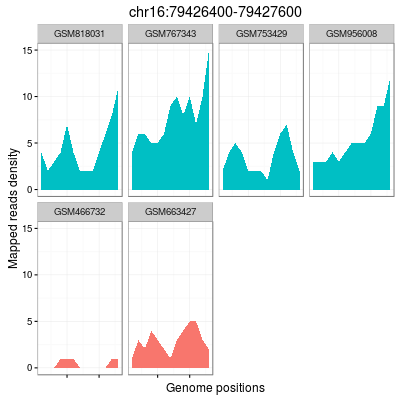 chr16:79426400-79427600
GSM818031 GSM767343 GSM753429 GSM956008
15
10
5
0
GSM466732 GSM663427
15
10
5
0
Mapped reads density
Genome positions